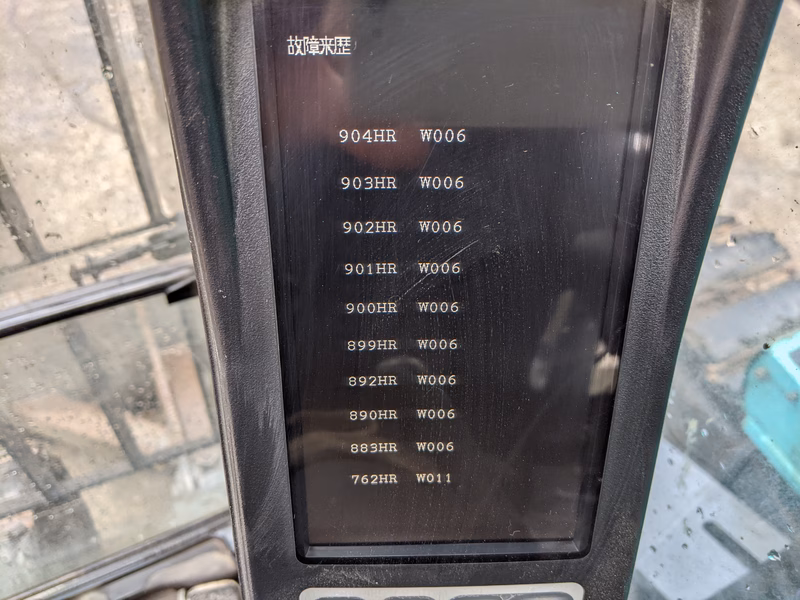 故障来歴
904HR W006
903HR W006
902HR W006
901HR W006
900HR W006
899HR W006
892HR W006
890HR W006
883HR W006
762HR W011